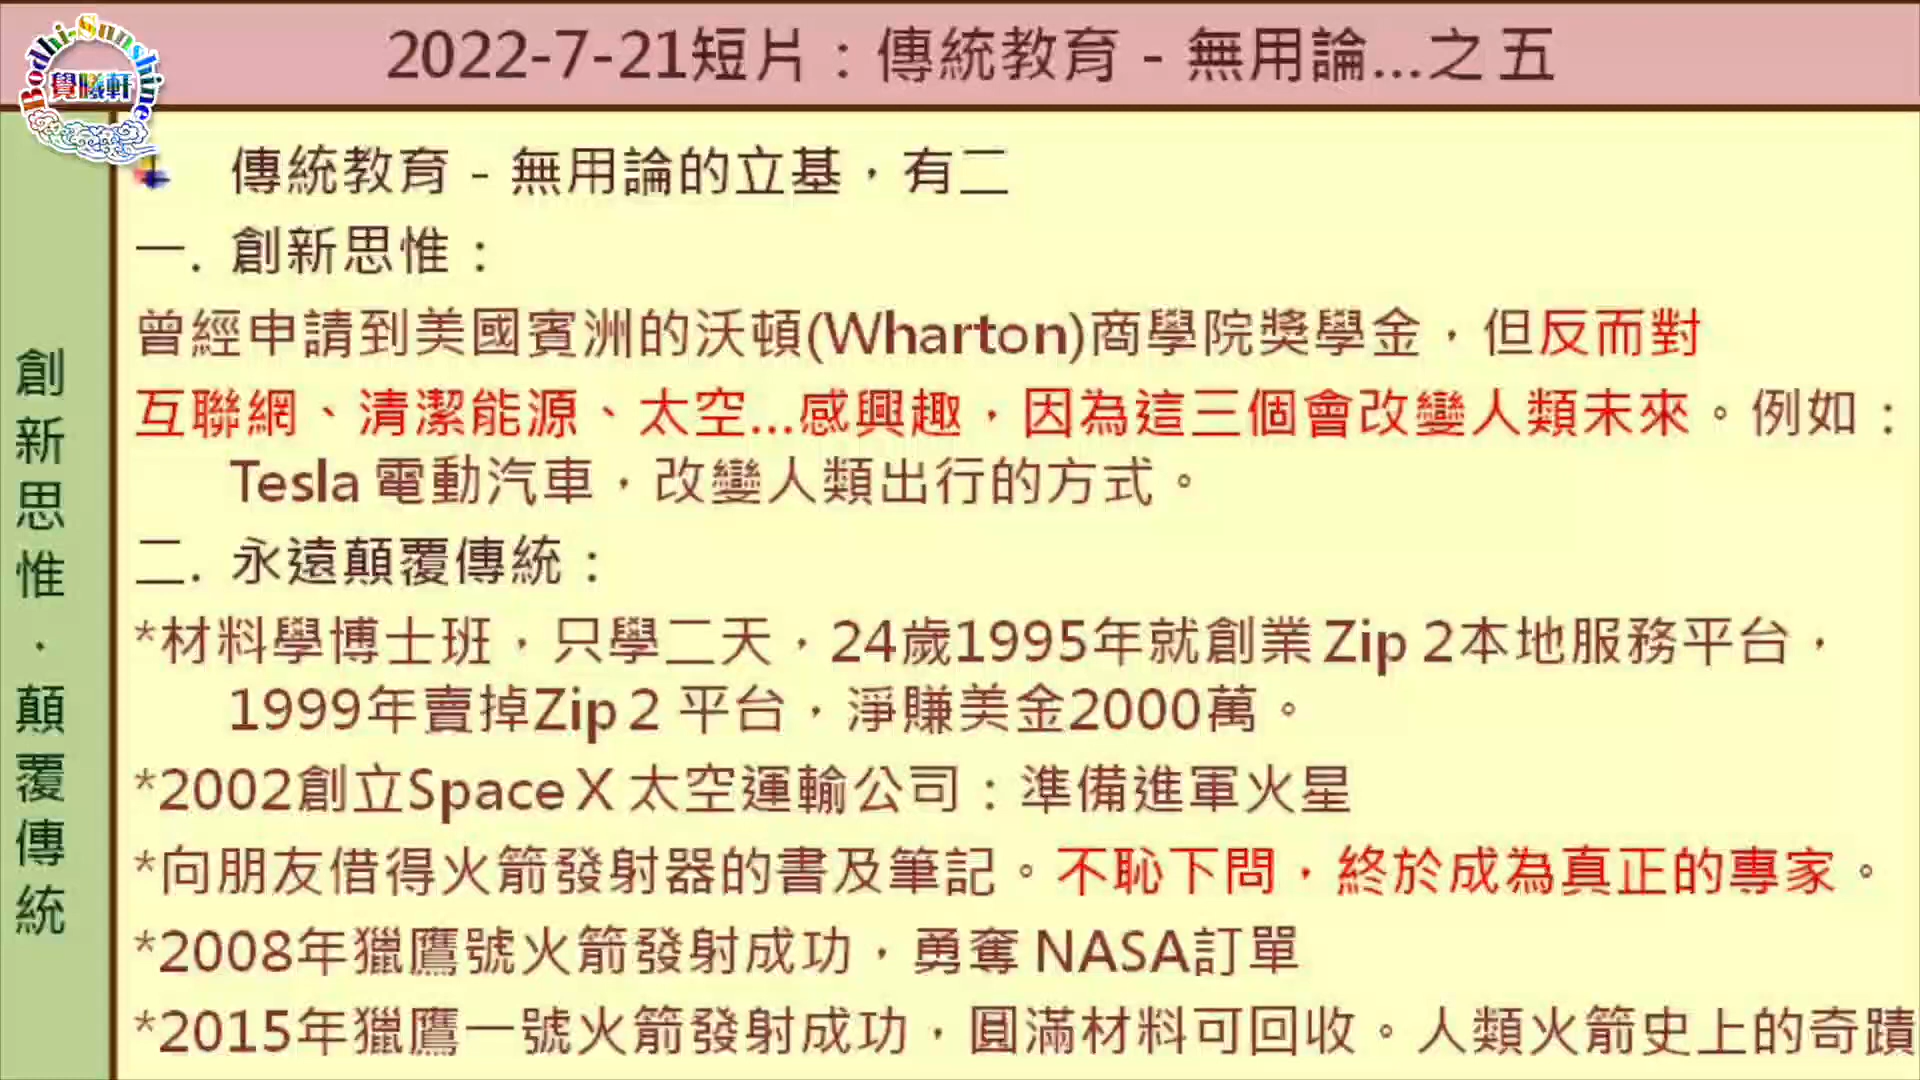 Bodhi-Sunshine
覺曦軒
2022-7-21短片：傳統教育 - 無用論...之五
創新思惟．顛覆傳統
傳統教育 - 無用論的立基，有二
一. 創新思惟：
曾經申請到美國賓洲的沃頓(Wharton)商學院獎學金，但反而對
互聯網、清潔能源、太空...感興趣，因為這三個會改變人類未來。例如：
Tesla 電動汽車，改變人類出行的方式。
二. 永遠顛覆傳統：
*材料學博士班，只學二天，24歲1995年就創業 Zip 2本地服務平台，
1999年賣掉Zip 2 平台，淨賺美金2000萬。
*2002創立Space X 太空運輸公司：準備進軍火星
*向朋友借得火箭發射器的書及筆記。不恥下問，終於成為真正的專家。
*2008年獵鷹號火箭發射成功，勇奪 NASA訂單
*2015年獵鷹一號火箭發射成功，圓滿材料可回收。人類火箭史上的奇蹟